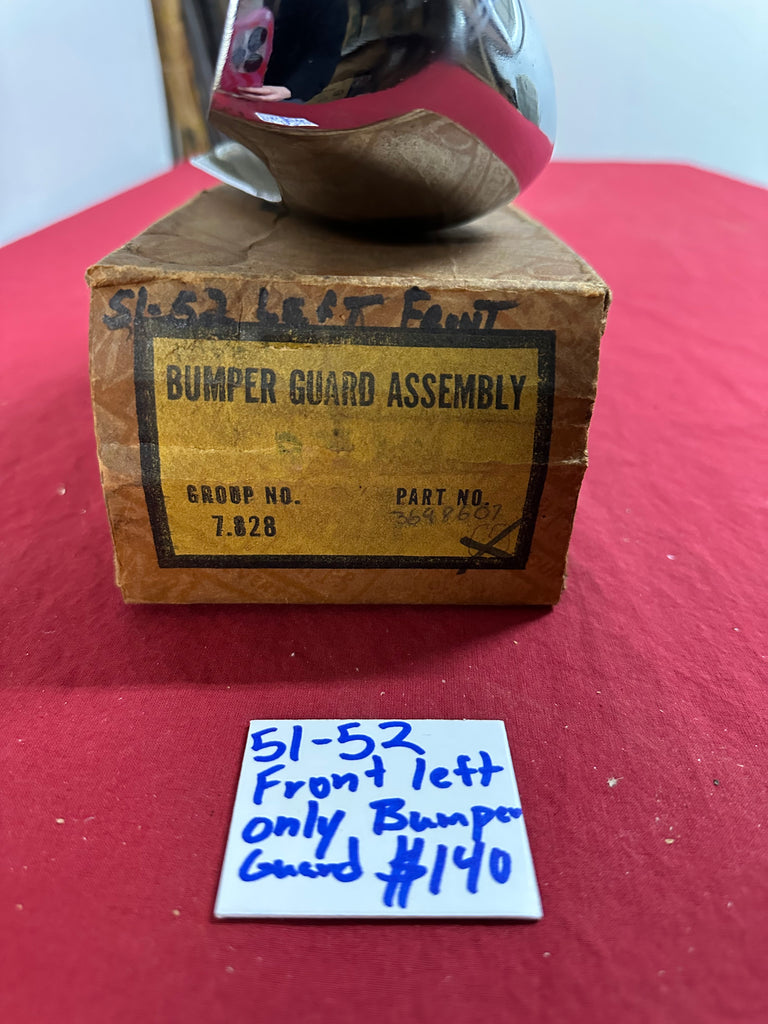 51-52 Left Front
BUMPER GUARD ASSEMBLY
GROUP NO. PART NO.
7.828 3698607
51-52
Front left
only Bumper
Guard $140